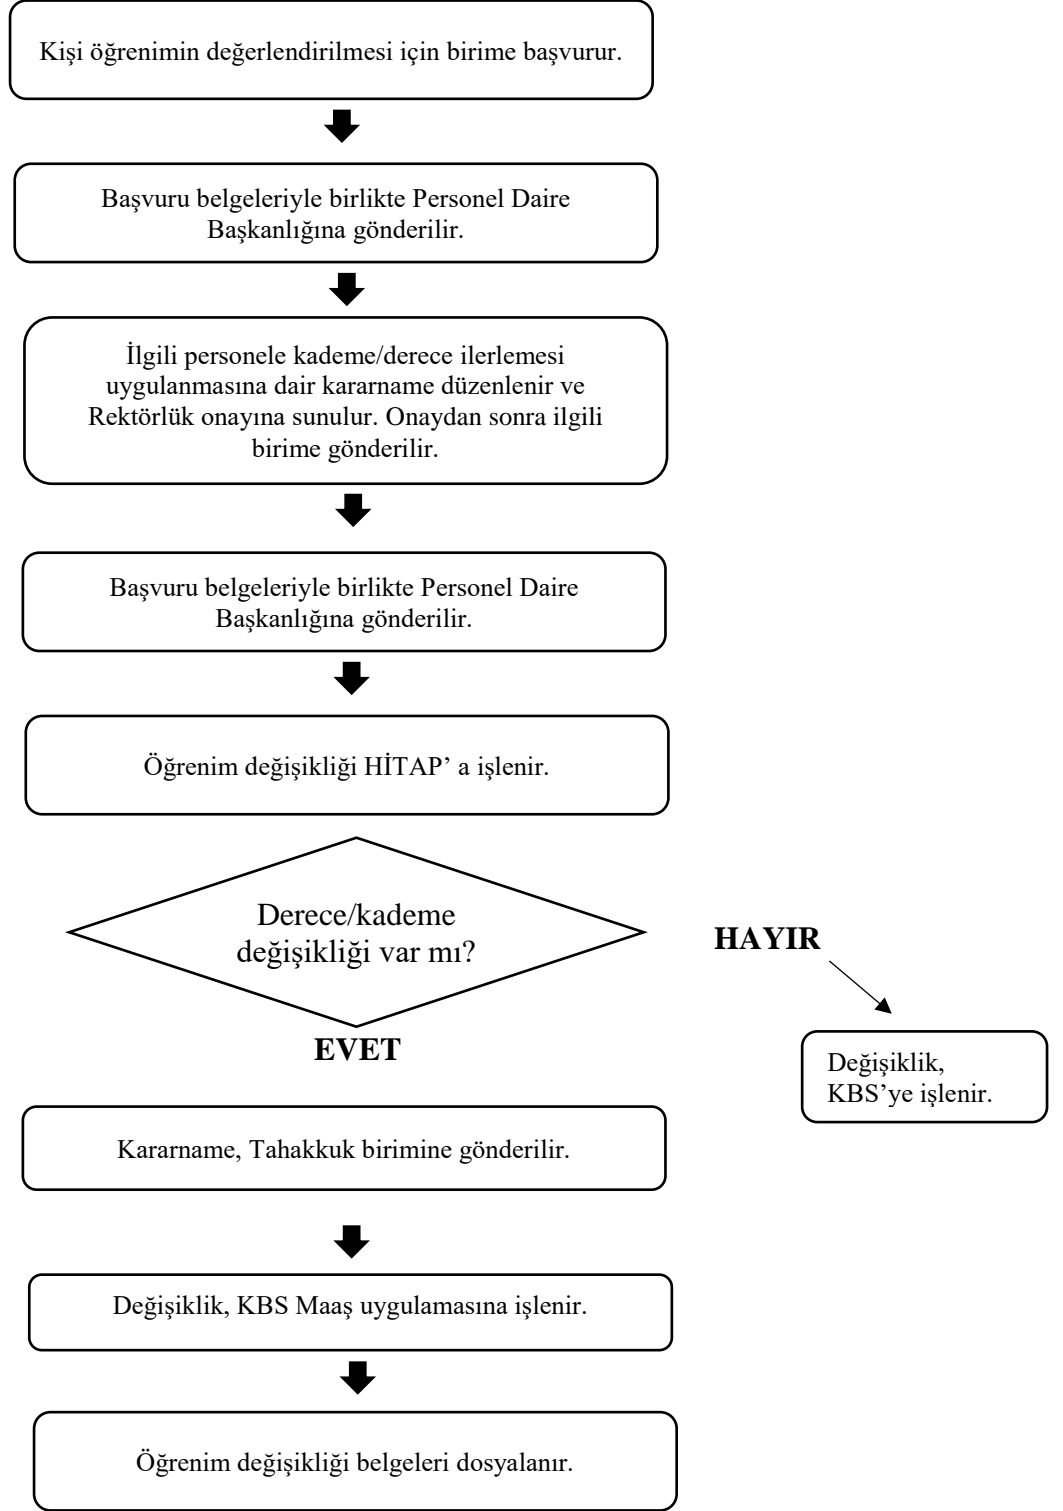 Kişi öğrenimin değerlendirilmesi için birime başvurur.
Başvuru belgeleriyle birlikte Personel Daire
Başkanlığına gönderilir.
İlgili personele kademe/derece ilerlemesi
uygulanmasına dair kararname düzenlenir ve
Rektörlük onayına sunulur. Onaydan sonra ilgili
birime gönderilir.
Başvuru belgeleriyle birlikte Personel Daire
Başkanlığına gönderilir.
Öğrenim değişikliği HİTAP’ a işlenir.
Derece/kademe
değişikliği var mı?
HAYIR
EVET
Değişiklik,
KBS’ye işlenir.
Kararname, Tahakkuk birimine gönderilir.
Değişiklik, KBS Maaş uygulamasına işlenir.
Öğrenim değişikliği belgeleri dosyalanır.